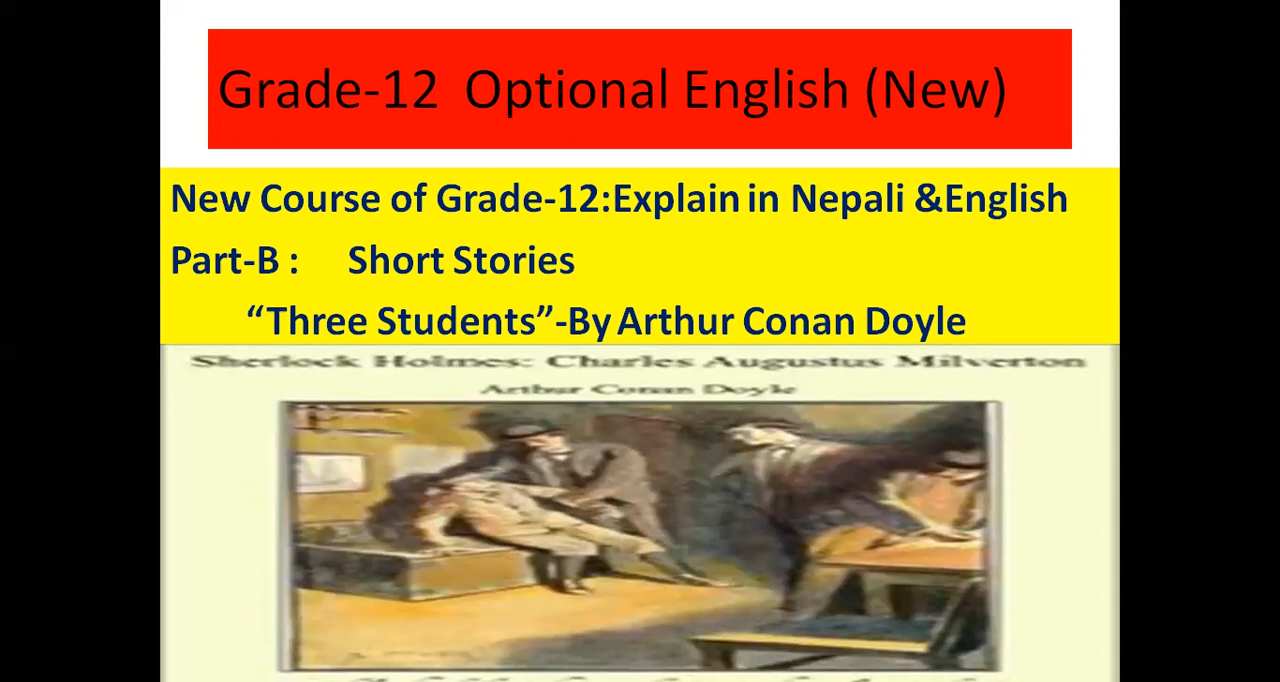 Grade-12 Optional English (New)
New Course of Grade-12:Explain in Nepali &English
Part-B : Short Stories
“Three Students”-By Arthur Conan Doyle
Sherlock Holmes: Charles Augustus Milverton
Arthur Conan Doyle